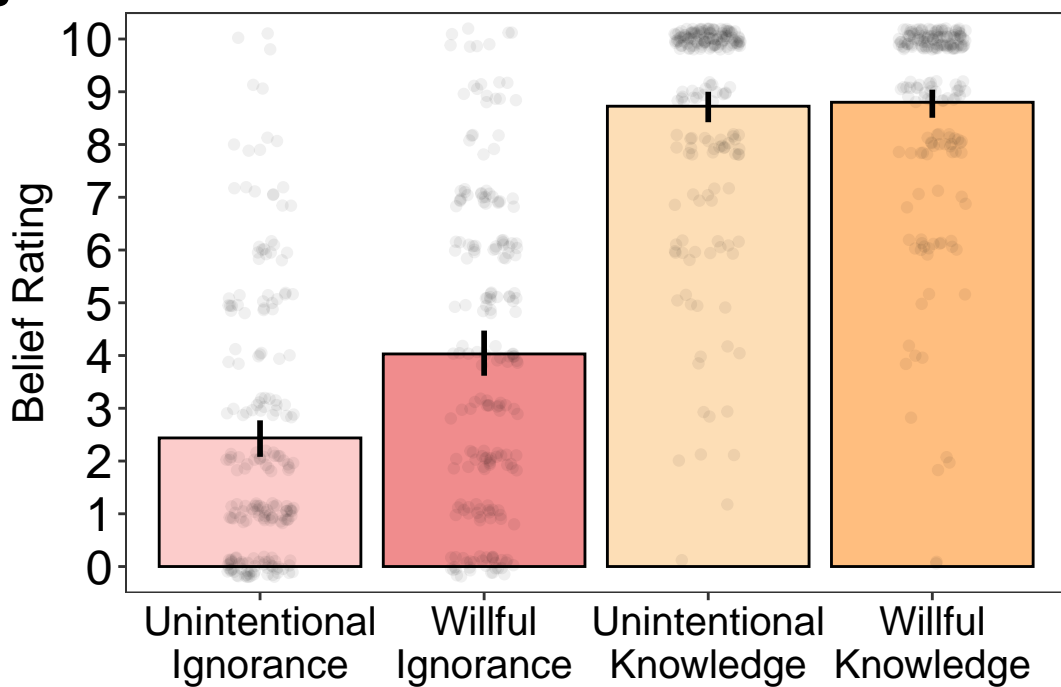 10
9
8
7
6
5
4
3
2
1
0
Belief Rating
Unintentional Ignorance
Willful Ignorance
Unintentional Knowledge
Willful Knowledge